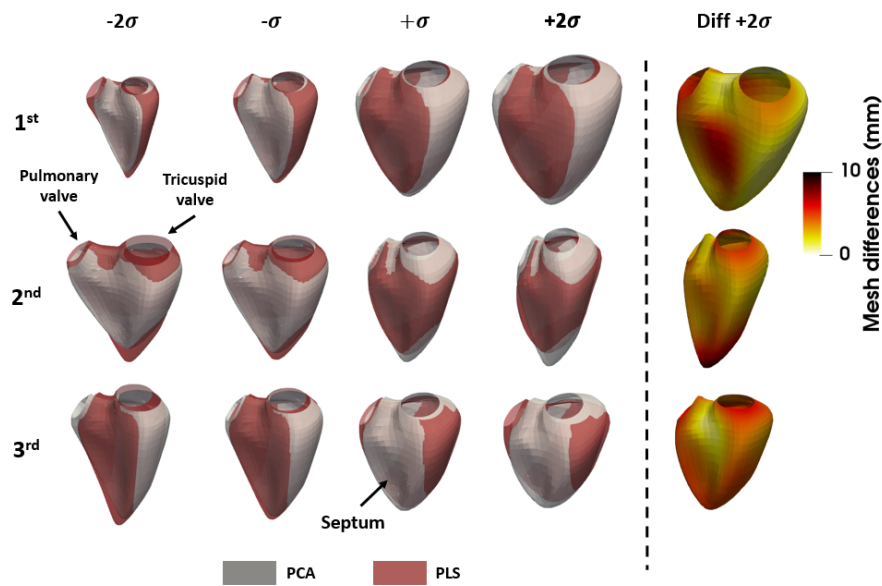 -2σ -σ +σ +2σ Diff +2σ
1st
Pulmonary
valve
Tricuspid
valve
10
0
Mesh differences (mm)
2nd
3rd
Septum
PCA PLS